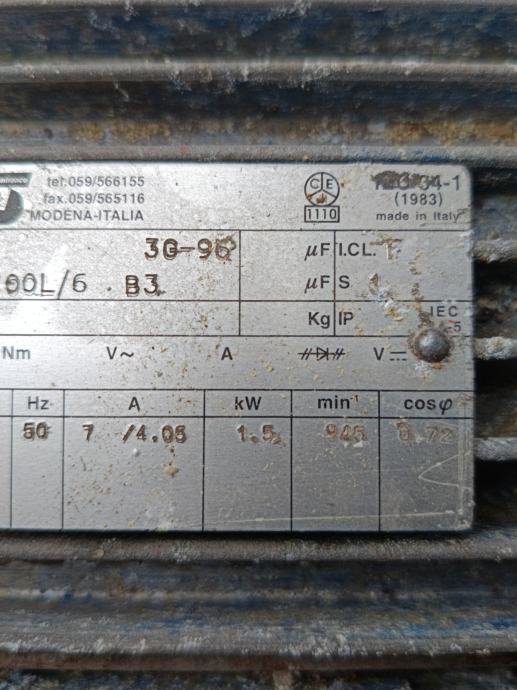 tel.059/566155
fax.059/565116
MODENA-ITALIA
CE
1110
34-1
(1983)
made in Italy
30-96 µF I.CL. F
00L/6 B3 µF S 1
Kg IP IEC
Nm V~ A V
Hz A kW min cosφ
50 7 /4.05 1.5 945 0.72